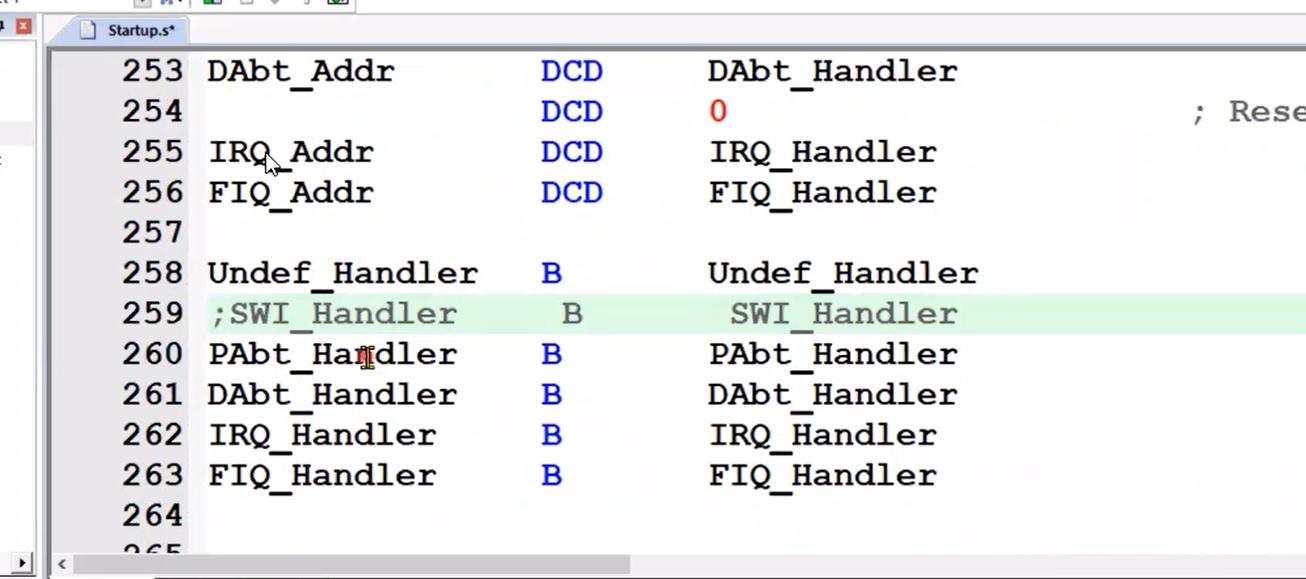 Startup.s*
253 DAbt_Addr DCD DAbt_Handler
254 DCD 0 ; Rese
255 IRQ_Addr DCD IRQ_Handler
256 FIQ_Addr DCD FIQ_Handler
257
258 Undef_Handler B Undef_Handler
259 ;SWI_Handler B SWI_Handler
260 PAbt_Handler B PAbt_Handler
261 DAbt_Handler B DAbt_Handler
262 IRQ_Handler B IRQ_Handler
263 FIQ_Handler B FIQ_Handler
264